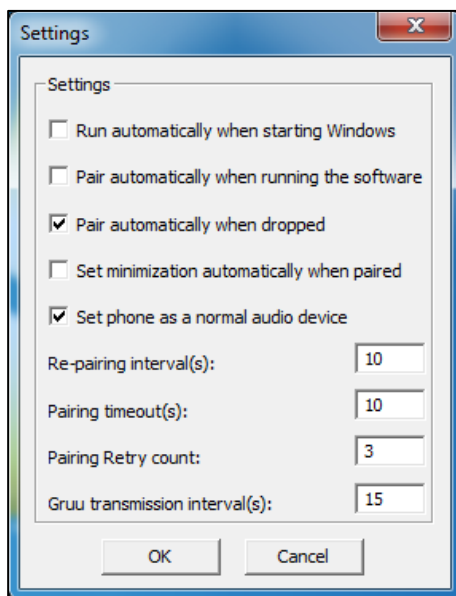 Settings
Settings
Run automatically when starting Windows
Pair automatically when running the software
Pair automatically when dropped
Set minimization automatically when paired
Set phone as a normal audio device
Re-pairing interval(s): 10
Pairing timeout(s): 10
Pairing Retry count: 3
Gruu transmission interval(s): 15
OK Cancel